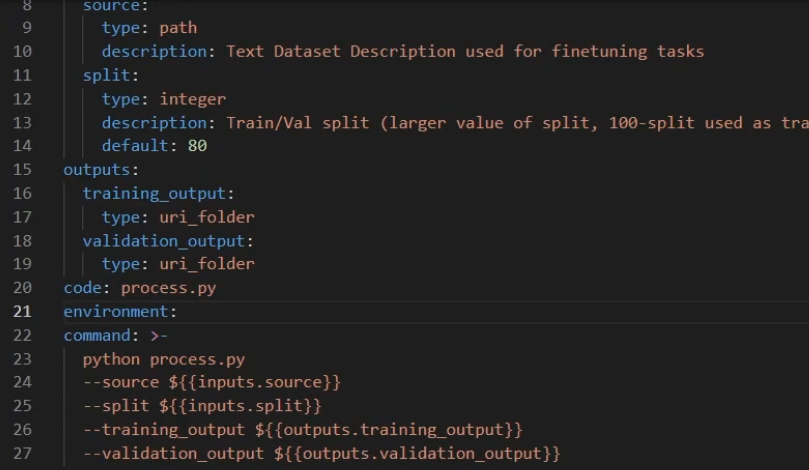 8 source:
9 type: path
10 description: Text Dataset Description used for finetuning tasks
11 split:
12 type: integer
13 description: Train/Val split (larger value of split, 100-split used as tra
14 default: 80
15 outputs:
16 training_output:
17 type: uri_folder
18 validation_output:
19 type: uri_folder
20 code: process.py
21 environment:
22 command: >-
23 python process.py
24 --source ${{inputs.source}}
25 --split ${{inputs.split}}
26 --training_output ${{outputs.training_output}}
27 --validation_output ${{outputs.validation_output}}